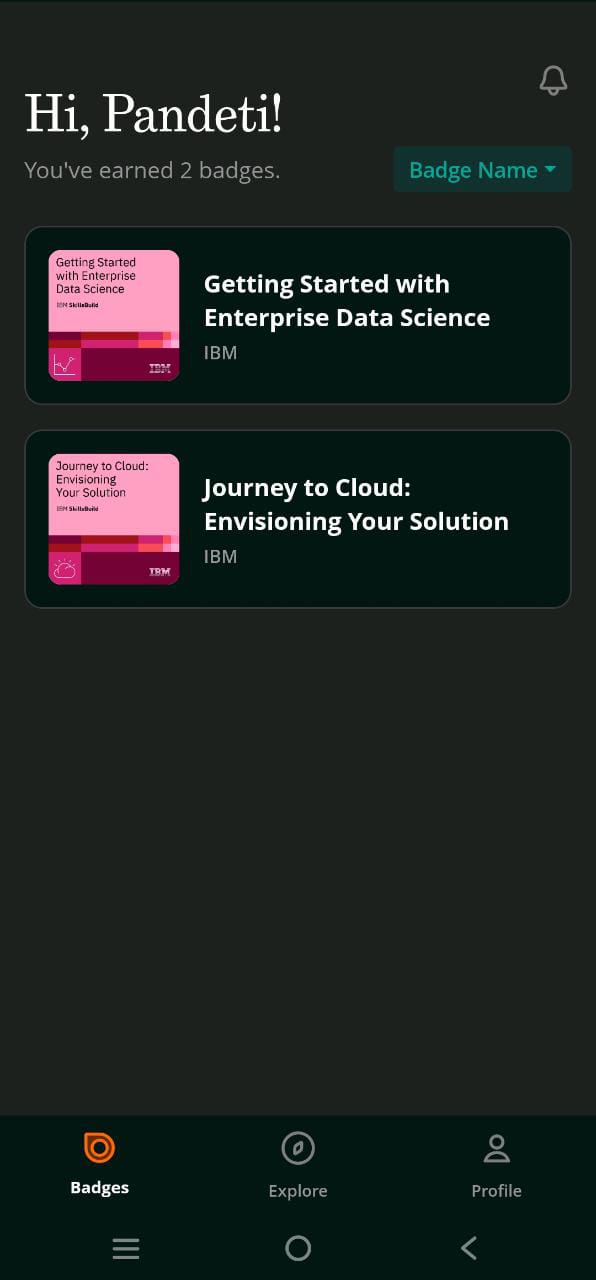 Hi, Pandeti!
You've earned 2 badges.
Badge Name
Getting Started
with Enterprise
Data Science
IBM SkillsBuild
IBM
Getting Started with
Enterprise Data Science
IBM
Journey to Cloud:
Envisioning
Your Solution
IBM SkillsBuild
IBM
Journey to Cloud:
Envisioning Your Solution
IBM
Badges
Explore
Profile